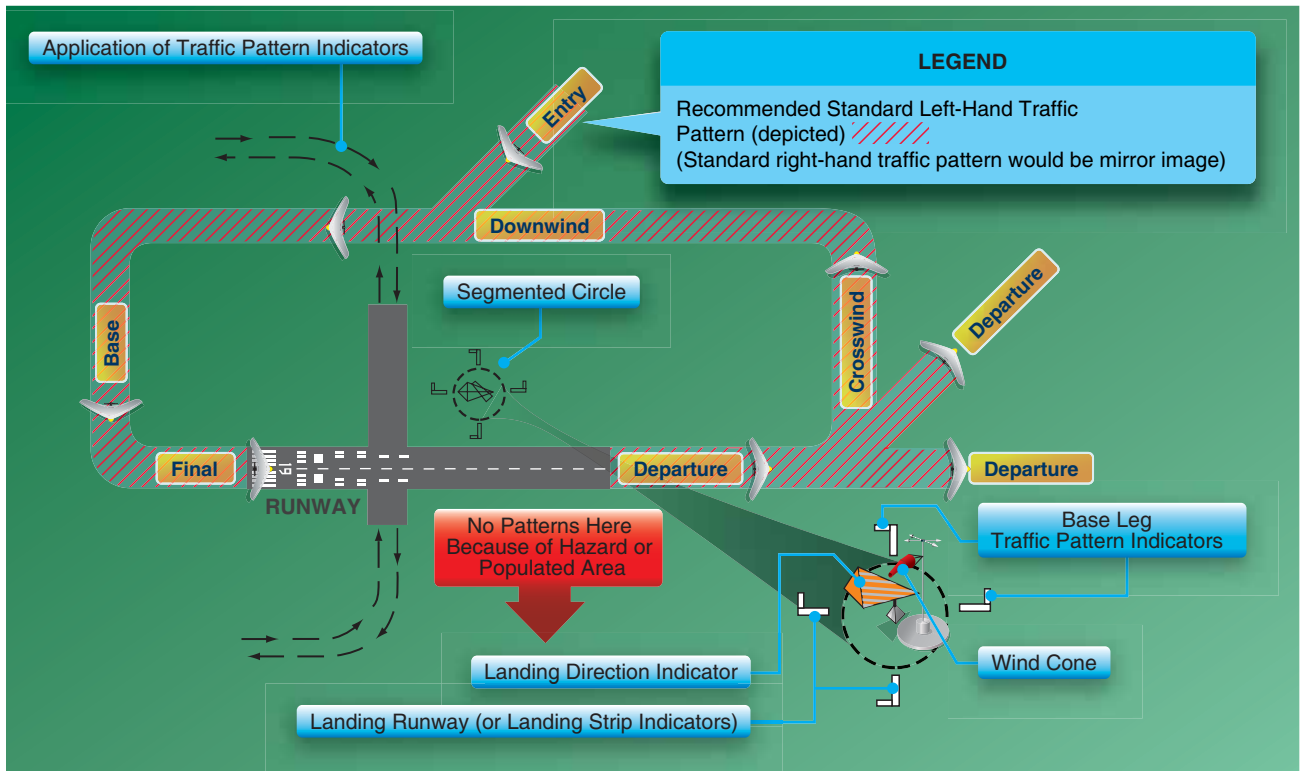 Application of Traffic Pattern Indicators
LEGEND
Recommended Standard Left-Hand Traffic
Pattern (depicted)
(Standard right-hand traffic pattern would be mirror image)
Entry
Downwind
Segmented Circle
Base
Crosswind
Departure
Final
19
RUNWAY
Departure
Departure
No Patterns Here
Because of Hazard or
Populated Area
Base Leg
Traffic Pattern Indicators
Landing Direction Indicator
Wind Cone
Landing Runway (or Landing Strip Indicators)